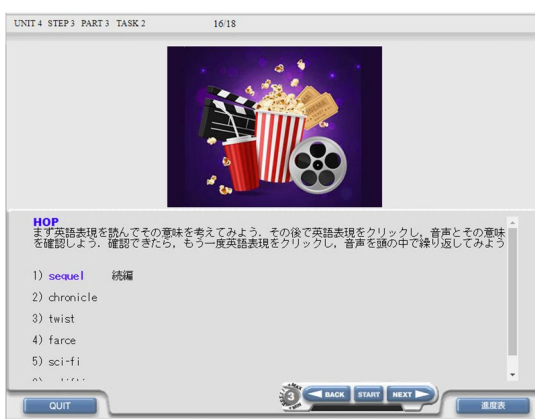 UNIT 4 STEP 3 PART 3 TASK 2 16/18
CINEMA
HOP
まず英語表現を読んでその意味を考えてみよう．その後で英語表現をクリックし，音声とその意味
を確認しよう．確認できたら，もう一度英語表現をクリックし，音声を頭の中で繰り返してみよう
1) sequel 続編
2) chronicle
3) twist
4) farce
5) sci-fi
MAX
3
MIN
BACK START NEXT
QUIT
進度表